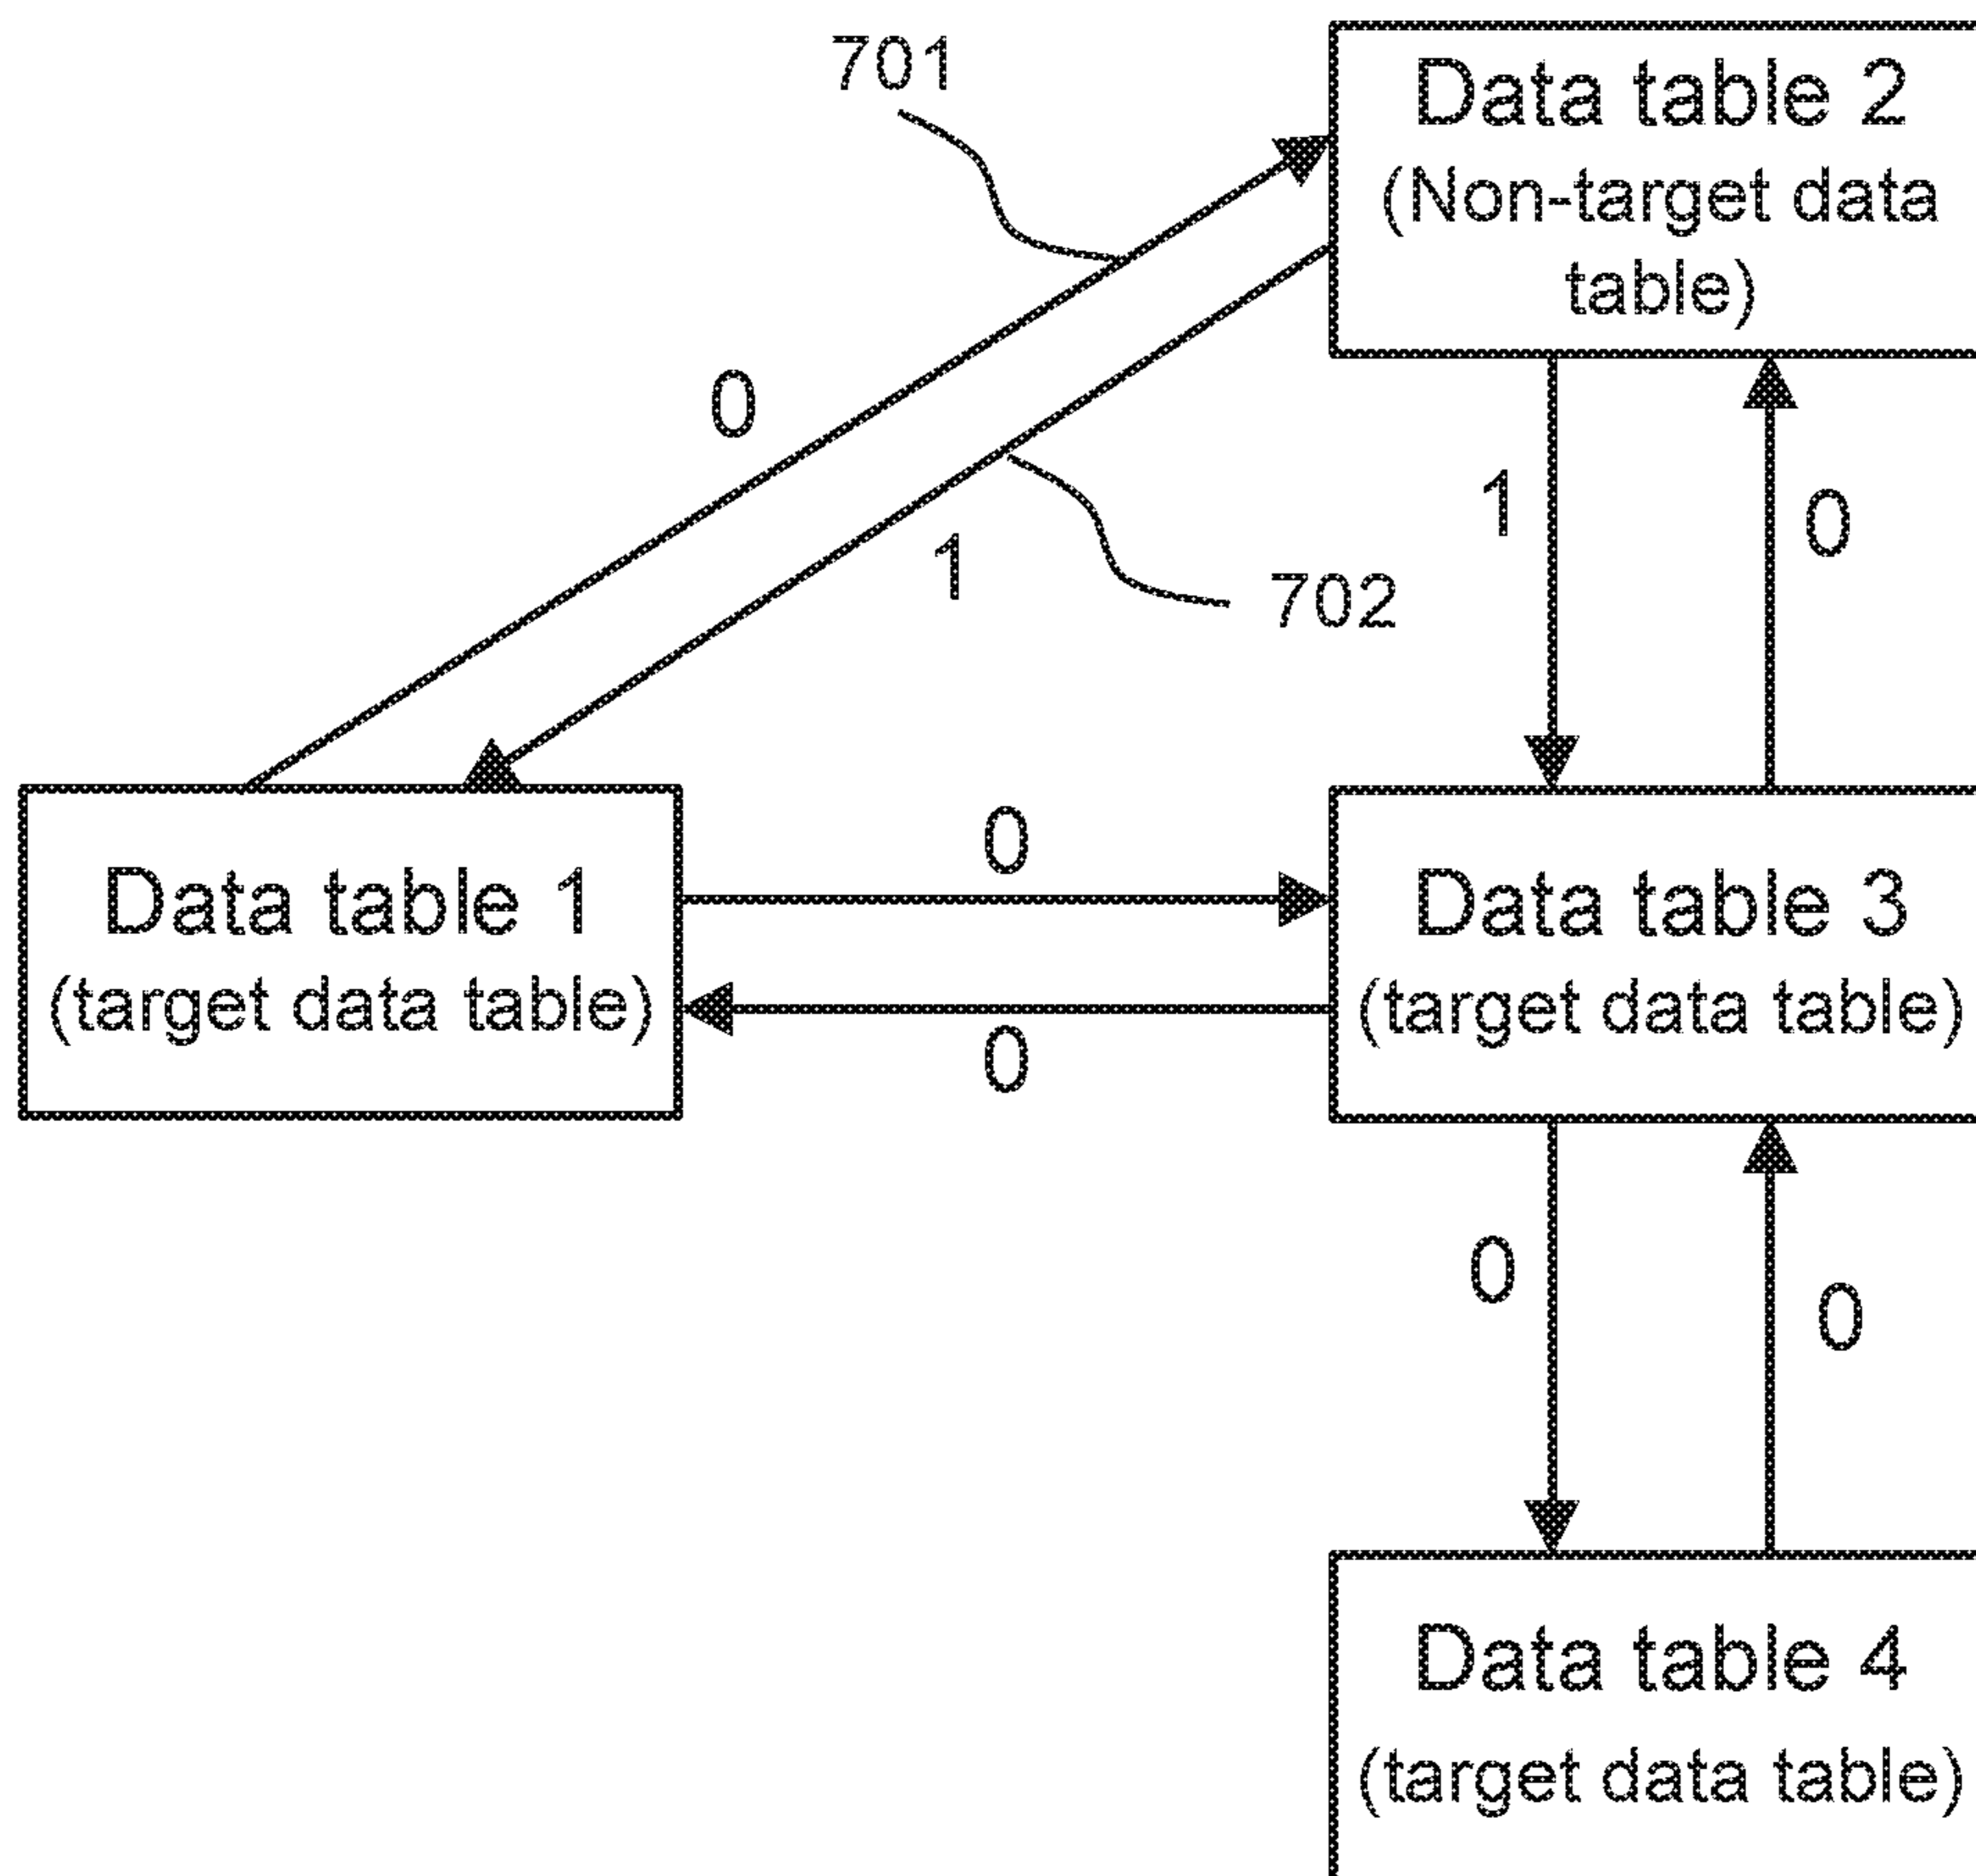 701
Data table 2
(Non-target data
table)
0
1
0
1
702
Data table 1
(target data table)
0
0
Data table 3
(target data table)
0
0
Data table 4
(target data table)